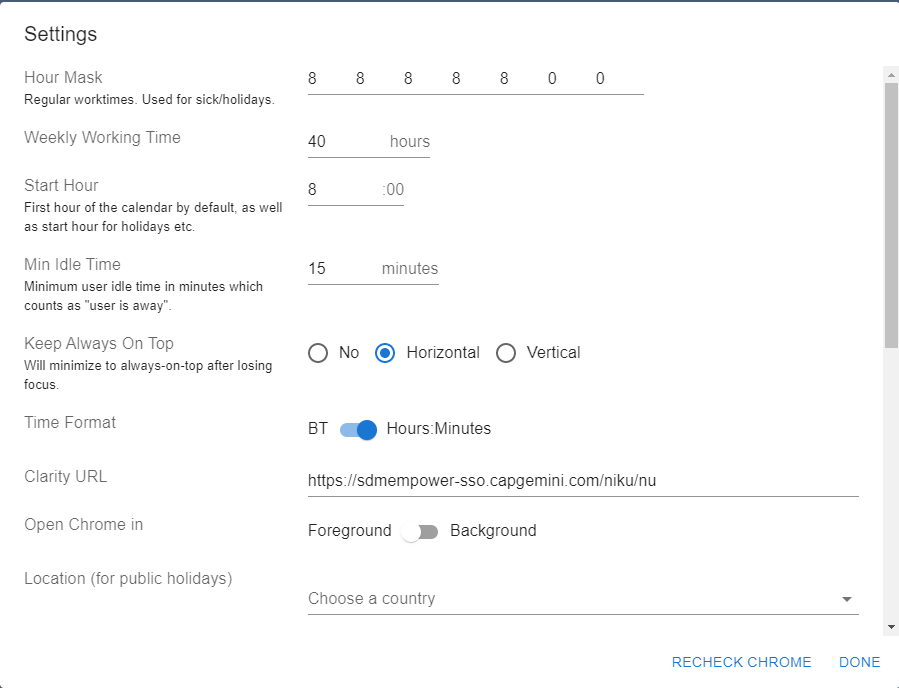 Settings
Hour Mask
Regular worktimes. Used for sick/holidays.
8 8 8 8 8 0 0
Weekly Working Time
40 hours
Start Hour
First hour of the calendar by default, as well
as start hour for holidays etc.
8 :00
Min Idle Time
Minimum user idle time in minutes which
counts as "user is away".
15 minutes
Keep Always On Top
Will minimize to always-on-top after losing
focus.
No Horizontal Vertical
Time Format
BT Hours:Minutes
Clarity URL
https://sdmempower-sso.capgemini.com/niku/nu
Open Chrome in
Foreground Background
Location (for public holidays)
Choose a country
RECHECK CHROME DONE